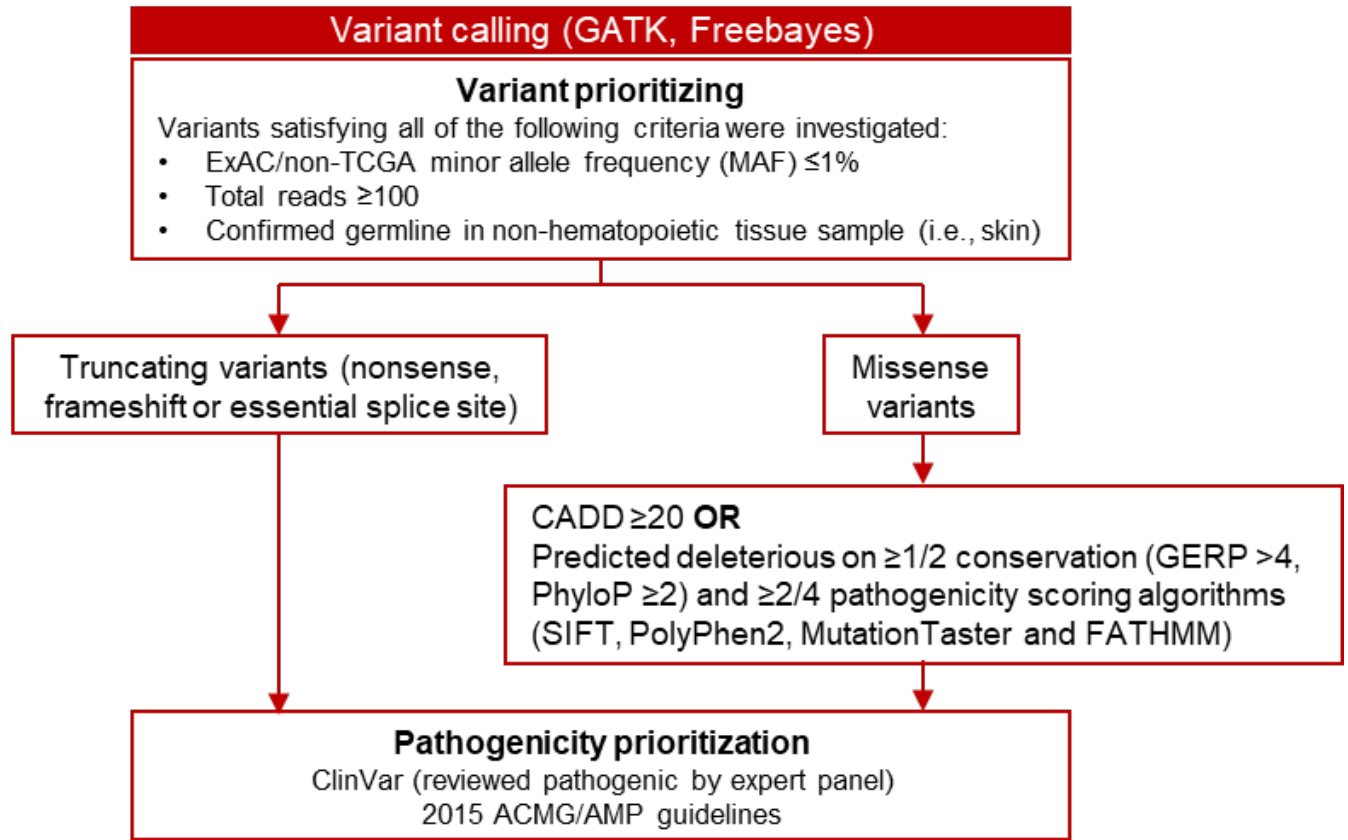 Variant calling (GATK, Freebayes)
Variant prioritizing
Variants satisfying all of the following criteria were investigated:
• ExAC/non-TCGA minor allele frequency (MAF) ≤1%
• Total reads ≥100
• Confirmed germline in non-hematopoietic tissue sample (i.e., skin)
Truncating variants (nonsense,
frameshift or essential splice site)
Missense
variants
CADD ≥20 OR
Predicted deleterious on ≥1/2 conservation (GERP >4,
PhyloP ≥2) and ≥2/4 pathogenicity scoring algorithms
(SIFT, PolyPhen2, MutationTaster and FATHMM)
Pathogenicity prioritization
ClinVar (reviewed pathogenic by expert panel)
2015 ACMG/AMP guidelines